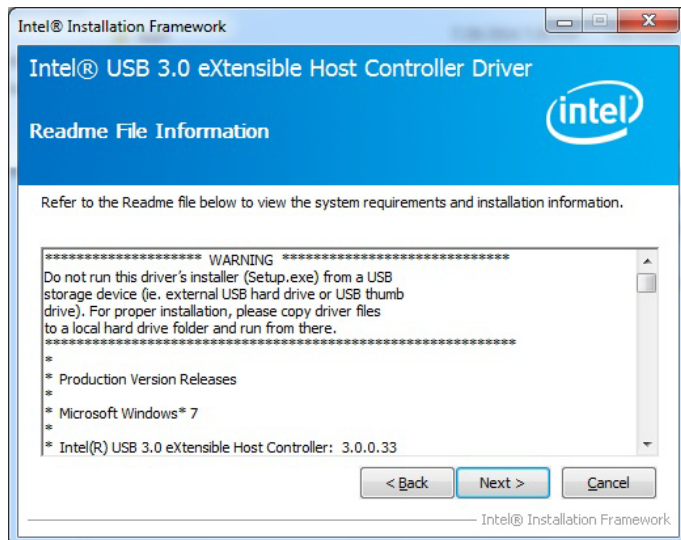 Intel® Installation Framework
Intel® USB 3.0 eXtensible Host Controller Driver
intel
Readme File Information
Refer to the Readme file below to view the system requirements and installation information.
******************** WARNING *****************************
Do not run this driver's installer (Setup.exe) from a USB
storage device (ie. external USB hard drive or USB thumb
drive). For proper installation, please copy driver files
to a local hard drive folder and run from there.
************************************************************
*
* Production Version Releases
*
* Microsoft Windows* 7
*
* Intel(R) USB 3.0 eXtensible Host Controller: 3.0.0.33
< Back Next > Cancel
Intel® Installation Framework